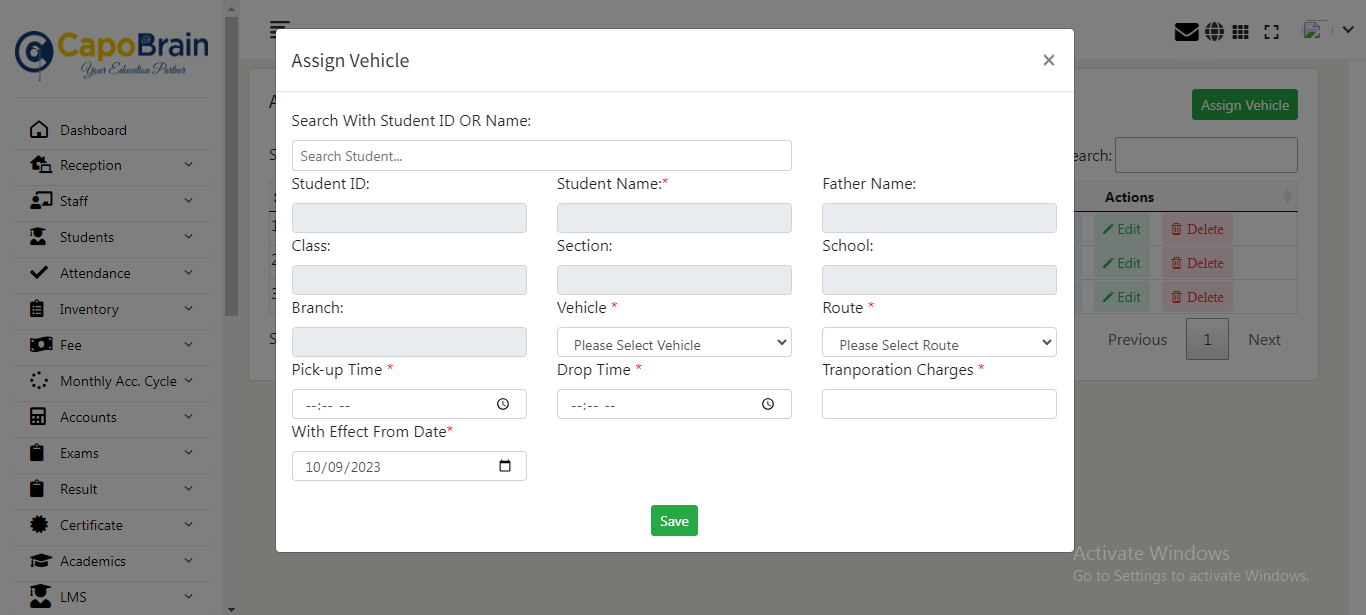 CapoBrain
Your Education Partner
Dashboard
Reception
Staff
Students
Attendance
Inventory
Fee
Monthly Acc. Cycle
Accounts
Exams
Result
Certificate
Academics
LMS
Assign Vehicle
×
Search With Student ID OR Name:
Search Student...
Student ID: Student Name:* Father Name:
Class: Section: School:
Branch: Vehicle * Route *
Please Select Vehicle Please Select Route
Pick-up Time * Drop Time * Tranporation Charges *
--:-- -- --:-- --
With Effect From Date*
10/09/2023
Save
Assign Vehicle
earch:
Actions
Edit Delete
Edit Delete
Edit Delete
Previous 1 Next
Activate Windows
Go to Settings to activate Windows.